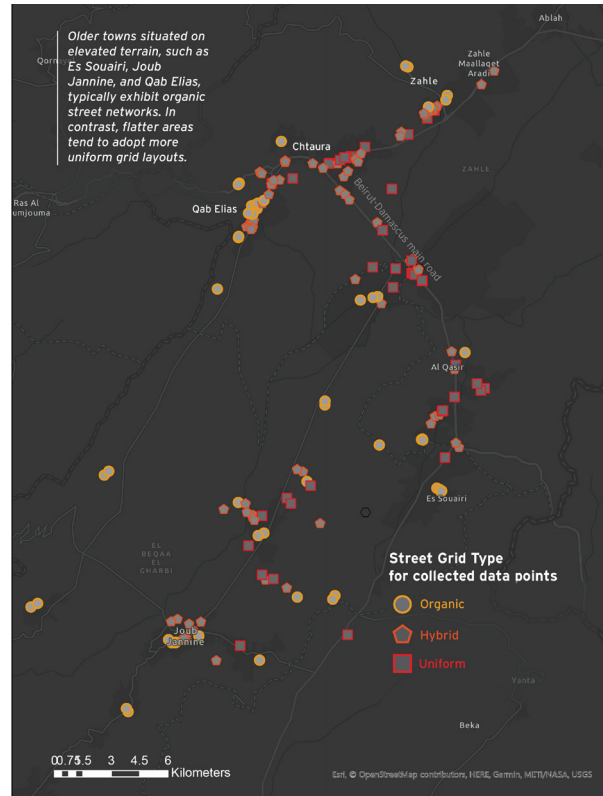 Older towns situated on
elevated terrain, such as
Es Souairi, Joub
Jannine, and Qab Elias,
typically exhibit organic
street networks. In
contrast, flatter areas
tend to adopt more
uniform grid layouts.
Ablah
Zahle
Maallaqet
Aradi
Zahle
Chtaura
ZAHLE
Qab Elias
Ras Al
Beirut-Damascus main road
Al Qasir
Es Souairi
EL
BEQAA
EL
GHARBI
Street Grid Type
for collected data points
Organic
Hybrid
Uniform
Joub
Jannine
Yanta
Beka
0 0.75 1.5 3 4.5 6
Kilometers
Esri, © OpenStreetMap contributors, HERE, Garmin, METI/NASA, USGS